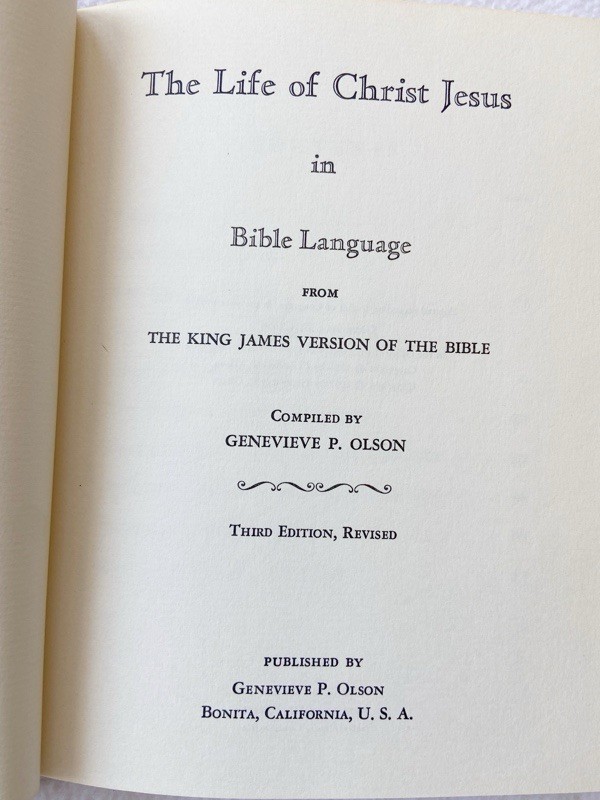 The Life of Christ Jesus
in
Bible Language
FROM
THE KING JAMES VERSION OF THE BIBLE
COMPILED BY
GENEVIEVE P. OLSON
THIRD EDITION, REVISED
PUBLISHED BY
GENEVIEVE P. OLSON
BONITA, CALIFORNIA, U. S. A.